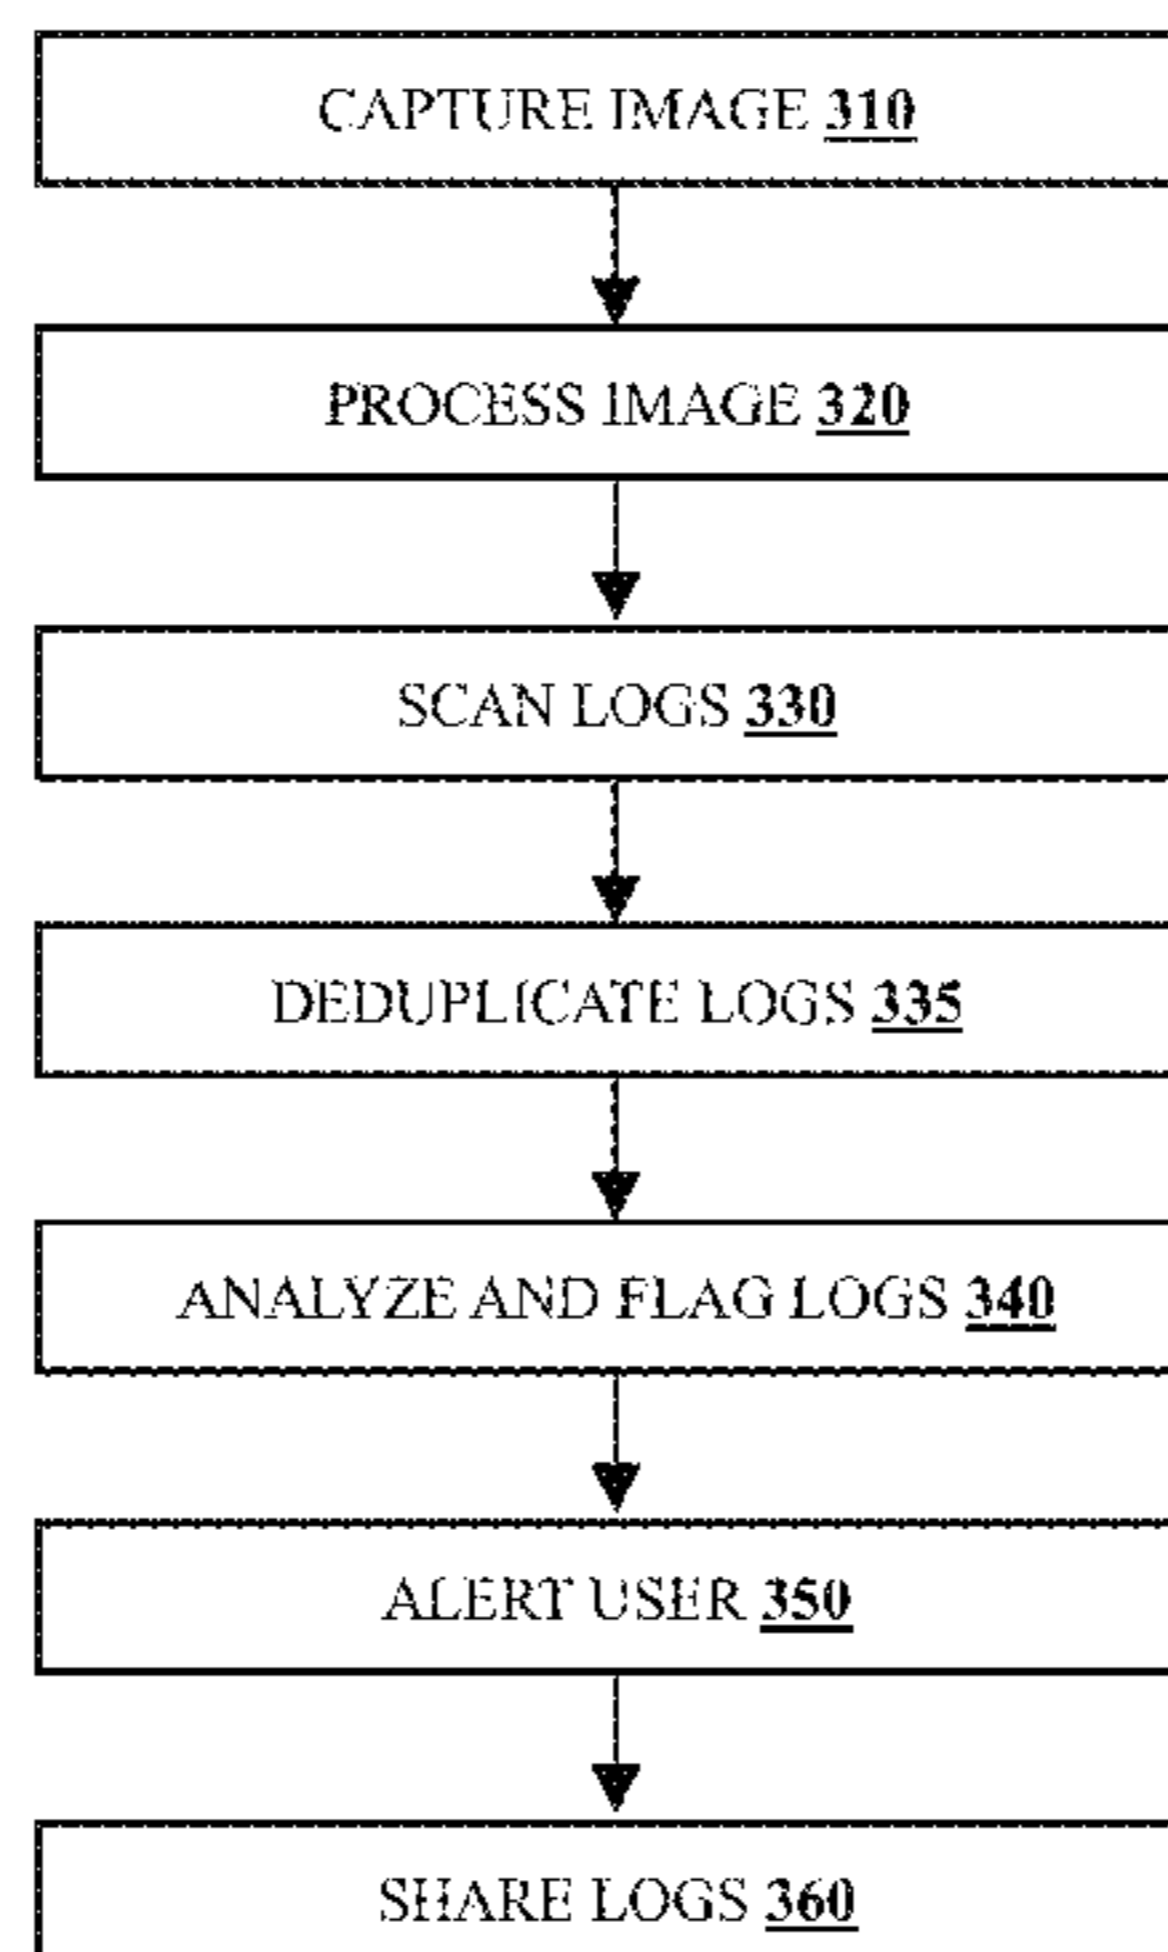 CAPTURE IMAGE 310
PROCESS IMAGE 320
SCAN LOGS 330
DEDUPLICATE LOGS 335
ANALYZE AND FLAG LOGS 340
ALERT USER 350
SHARE LOGS 360